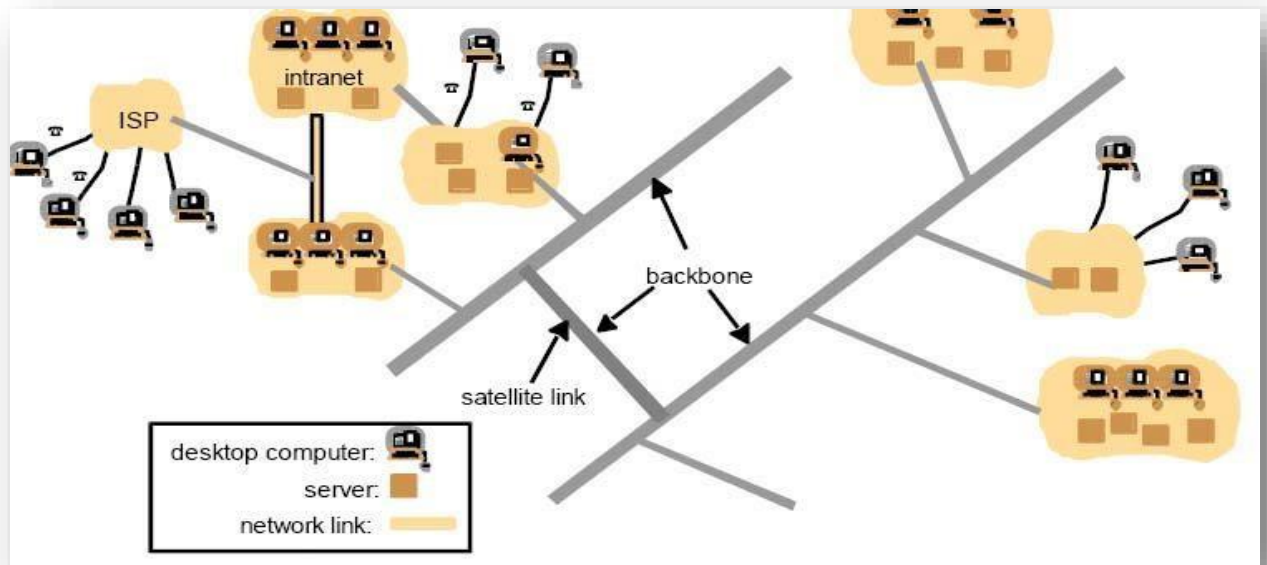 intranet
ISP
backbone
satellite link
desktop computer:
server:
network link: